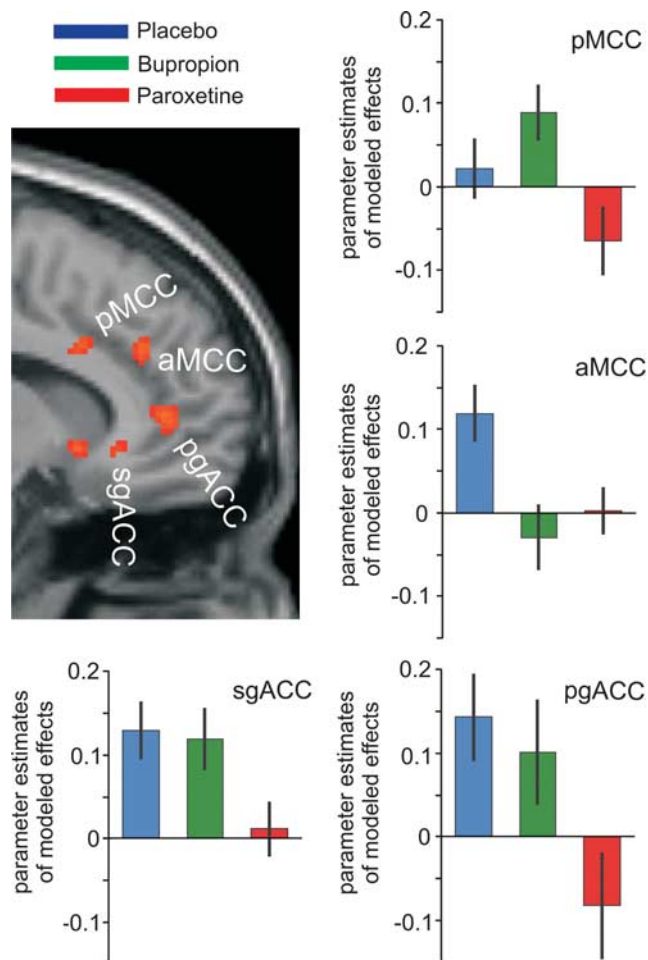 Placebo
Bupropion
Paroxetine
pMCC
aMCC
pgACC
sgACC
pMCC
0.2
0.1
0
-0.1
parameter estimates
of modeled effects
aMCC
0.2
0.1
0
-0.1
parameter estimates
of modeled effects
sgACC
0.2
0.1
0
-0.1
parameter estimates
of modeled effects
pgACC
0.2
0.1
0
-0.1
parameter estimates
of modeled effects